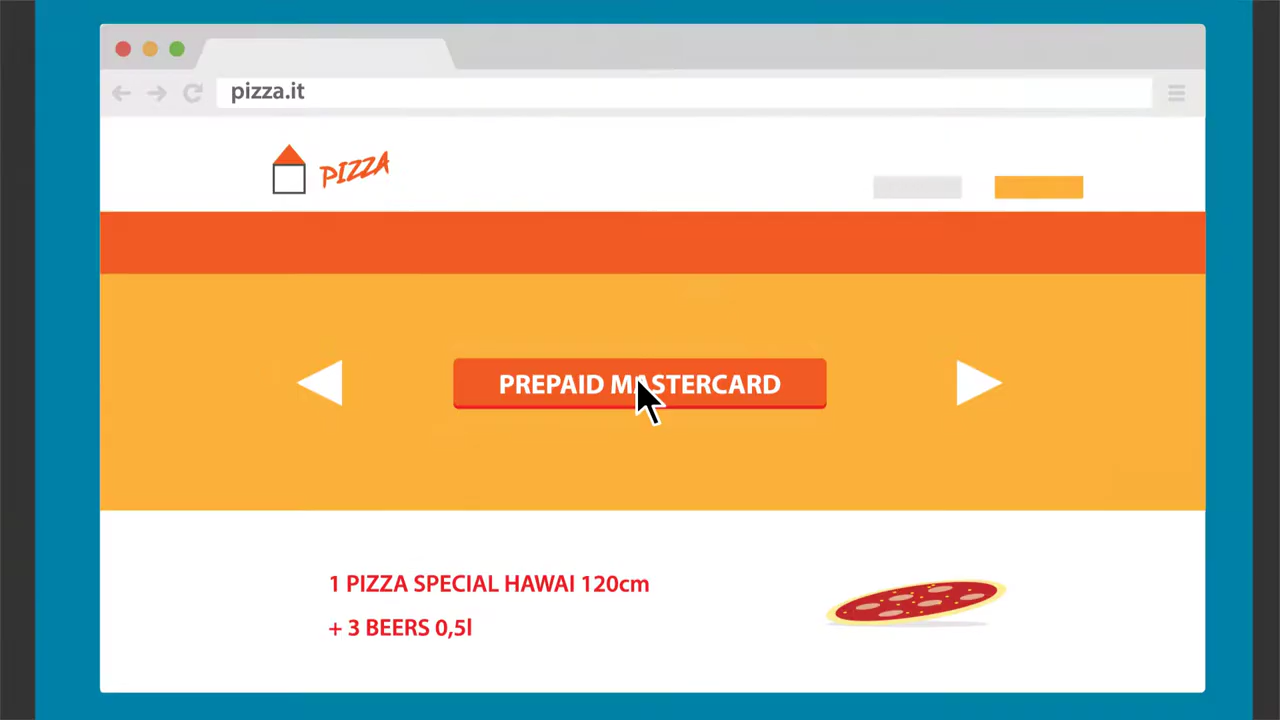 pizza.it
PIZZA
PREPAID MASTERCARD
1 PIZZA SPECIAL HAWAI 120cm
+ 3 BEERS 0,5l